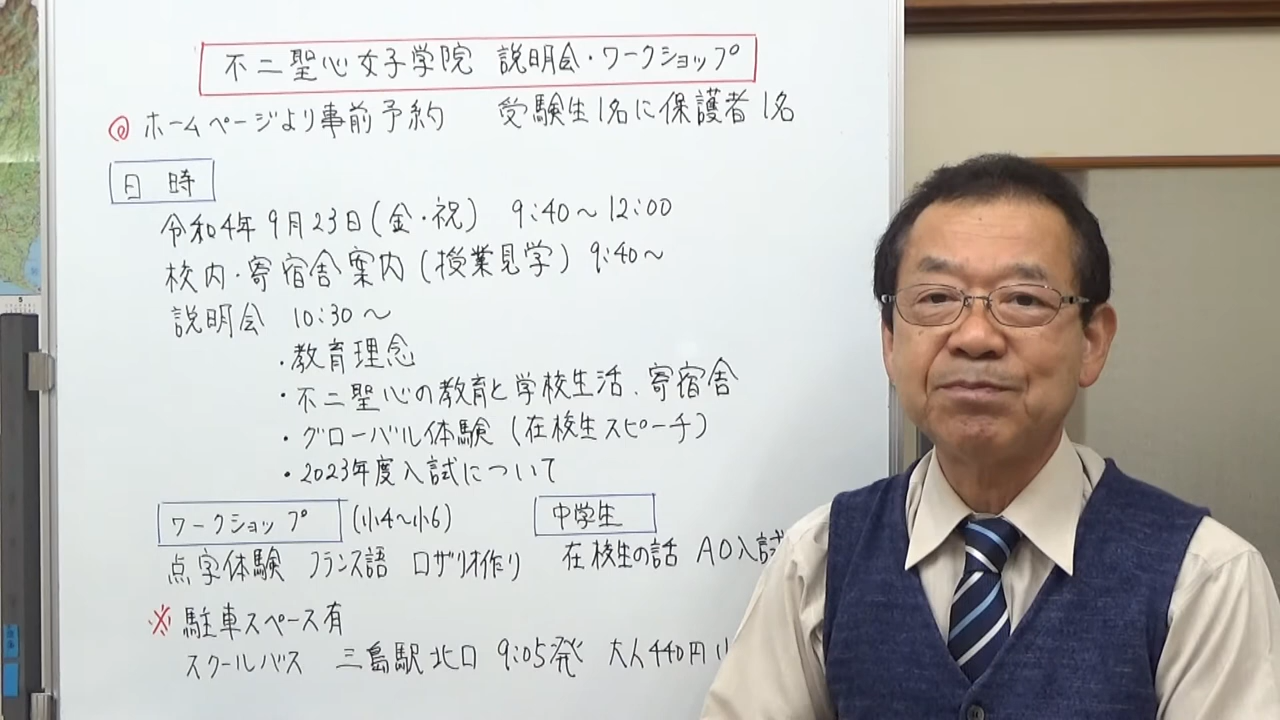 不二聖心女子学院 説明会・ワークショップ
◎ ホームページより事前予約 受験生1名に保護者1名
日 時
令和4年9月23日(金・祝) 9:40~12:00
校内・寄宿舎案内(授業見学) 9:40~
説明会 10:30~
・教育理念
・不二聖心の教育と学校生活、寄宿舎
・グローバル体験(在校生スピーチ)
・2023年度入試について
ワークショップ (小4~小6) 中学生
点字体験 フランス語 ロザリオ作り 在校生の話 AO入試
※ 駐車スペース有
スクールバス 三島駅北口 9:05発 大人440円 小